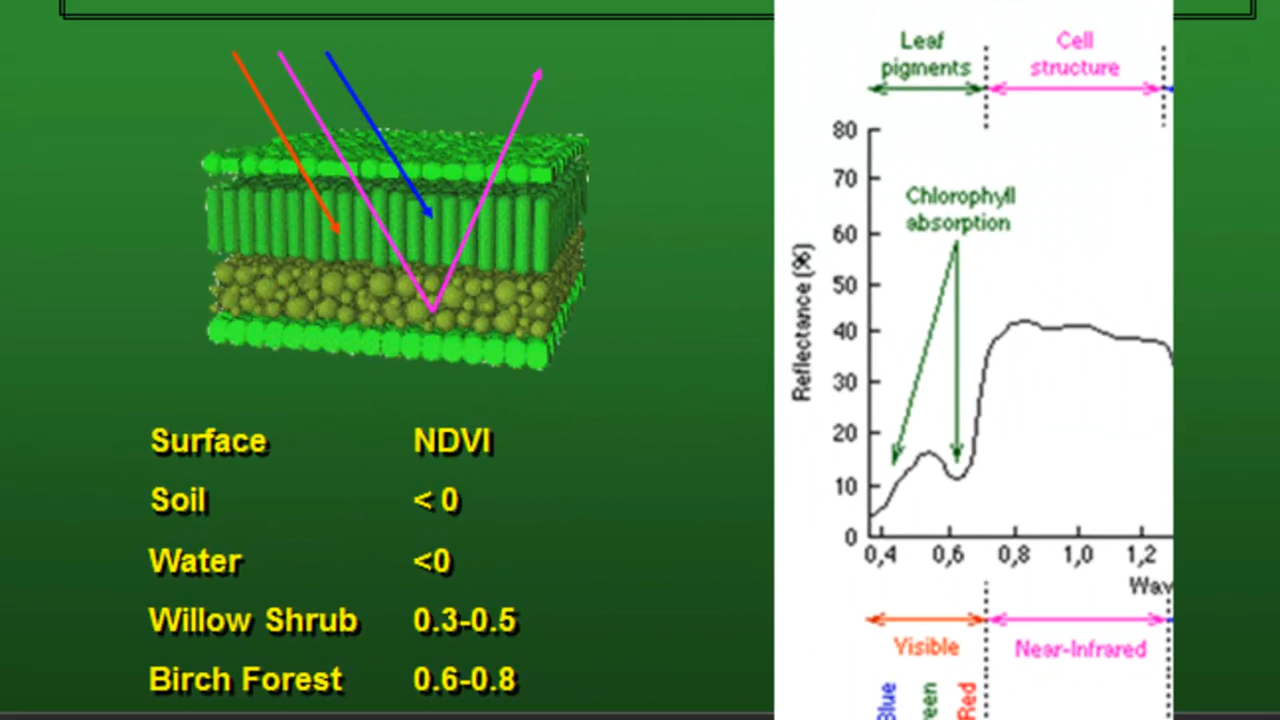 Surface NDVI
Soil < 0
Water <0
Willow Shrub 0.3-0.5
Birch Forest 0.6-0.8
Leaf
pigments
Cell
structure
80
70
60
50
40
30
20
10
0
Reflectance (%)
Chlorophyll
absorption
0,4 0,6 0,8 1,0 1,2
Wav
Visible
Near-Infrared
Blue
een
Red